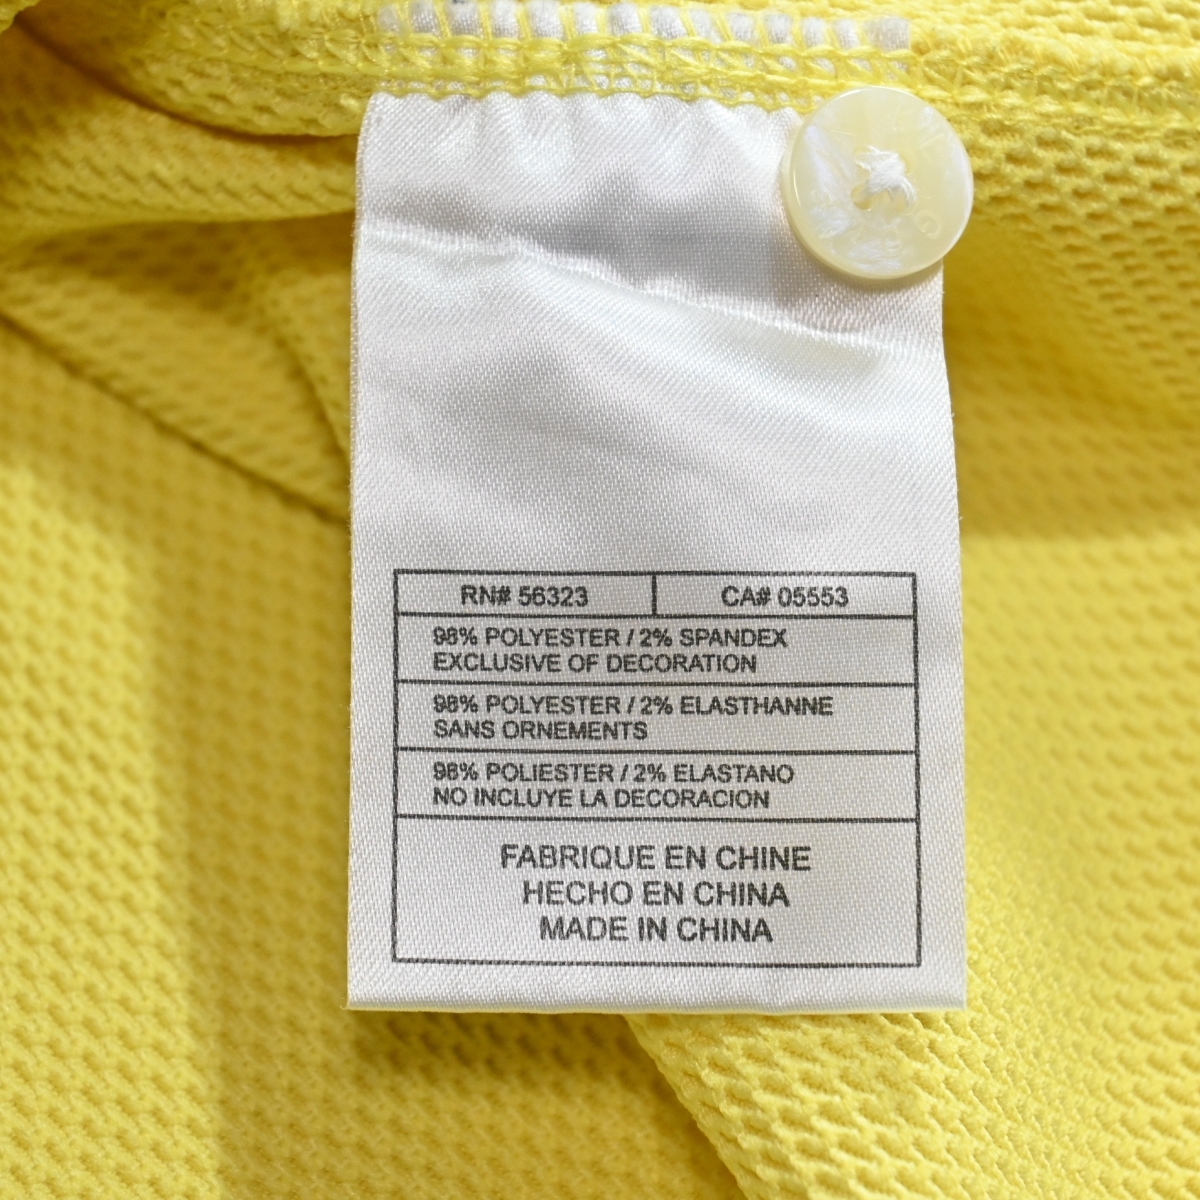 RN# 56323 CA# 05553
98% POLYESTER / 2% SPANDEX
EXCLUSIVE OF DECORATION
98% POLYESTER / 2% ELASTHANNE
SANS ORNEMENTS
98% POLIESTER / 2% ELASTANO
NO INCLUYE LA DECORACION
FABRIQUE EN CHINE
HECHO EN CHINA
MADE IN CHINA